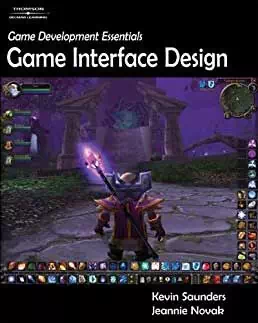 THOMSON
DELMAR LEARNING
Game Development Essentials
Game Interface Design
Kevin Saunders
Jeannie Novak